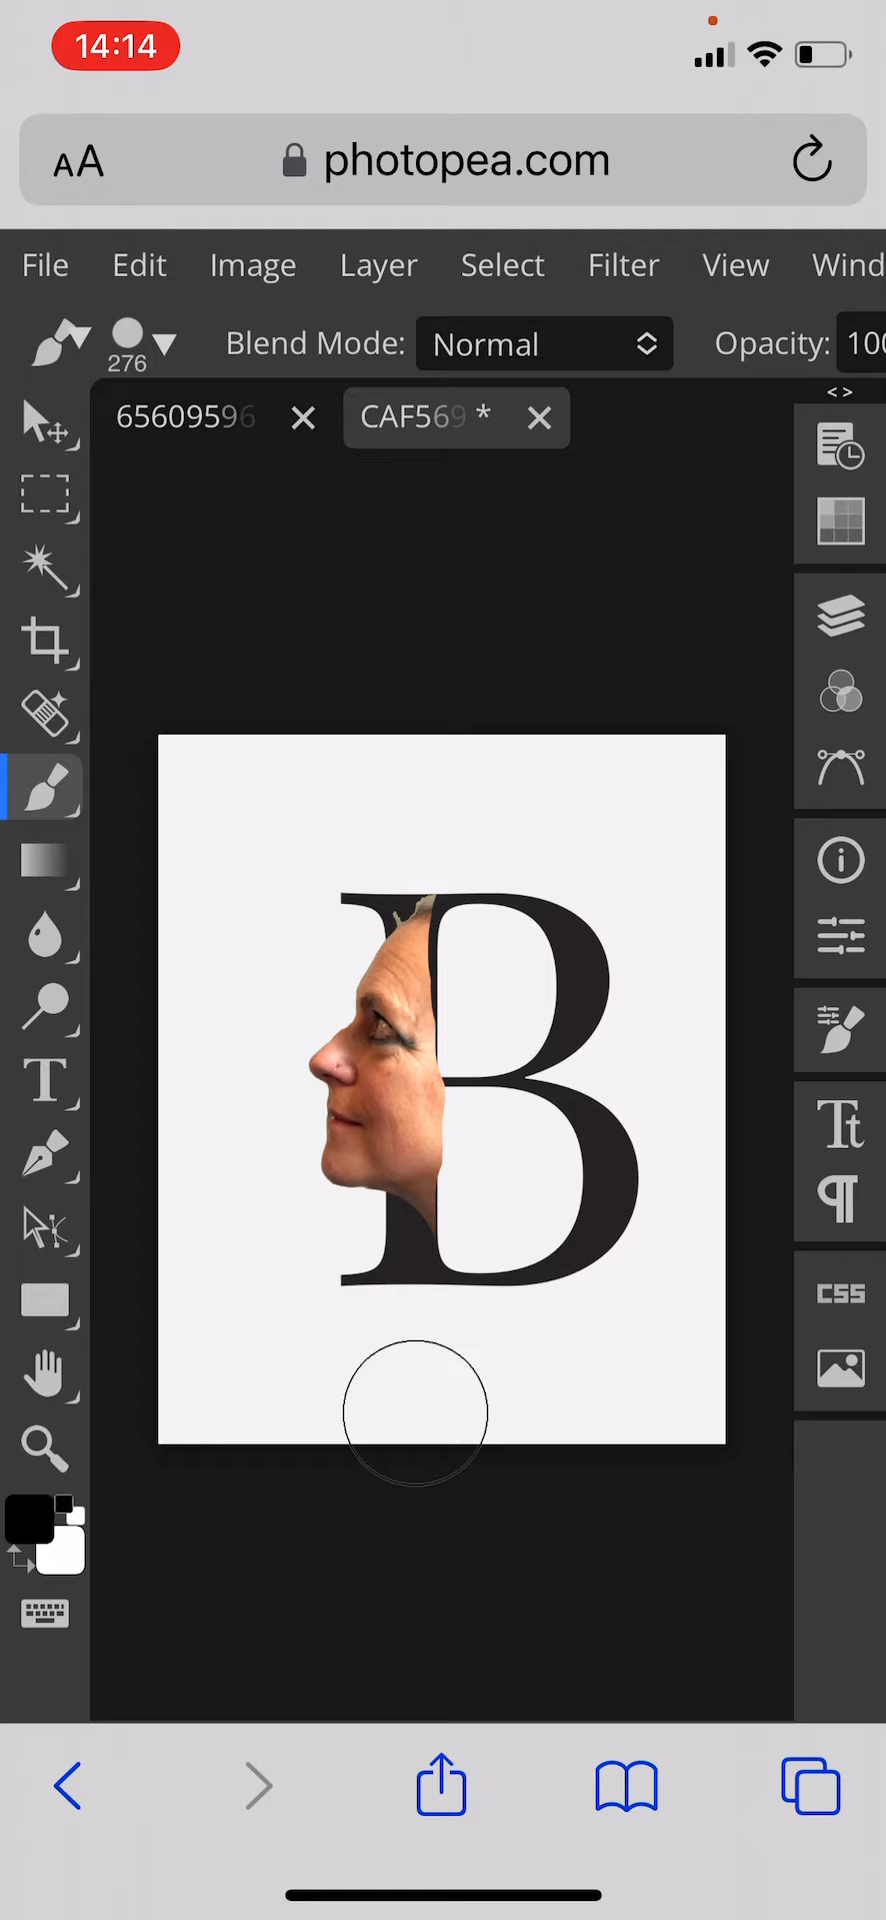 14:14
AA photopea.com
File Edit Image Layer Select Filter View Wind
276 Blend Mode: Normal Opacity: 100
65609596 CAF569 *
B
T
Tt
CSS